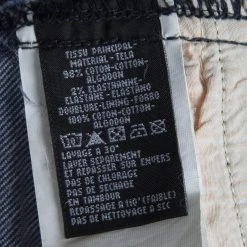 TISSU PRINCIPAL-
MATERIAL-TELA
98% COTON-COTTON-
ALGODON
2% ELASTHANNE-
ELASTANE-ELASTANO
DOUBLURE-LINING-FORRO
100% COTON-COTTON-
ALGODON
LAVAGE A 30°
LAVER SEPAREMENT
ET REPASSER SUR ENVERS
PAS DE CHLORAGE
PAS DE SECHAGE
EN TAMBOUR
REPASSAGE A 110°(FAIBLE)
PAS DE NETTOYAGE A SEC